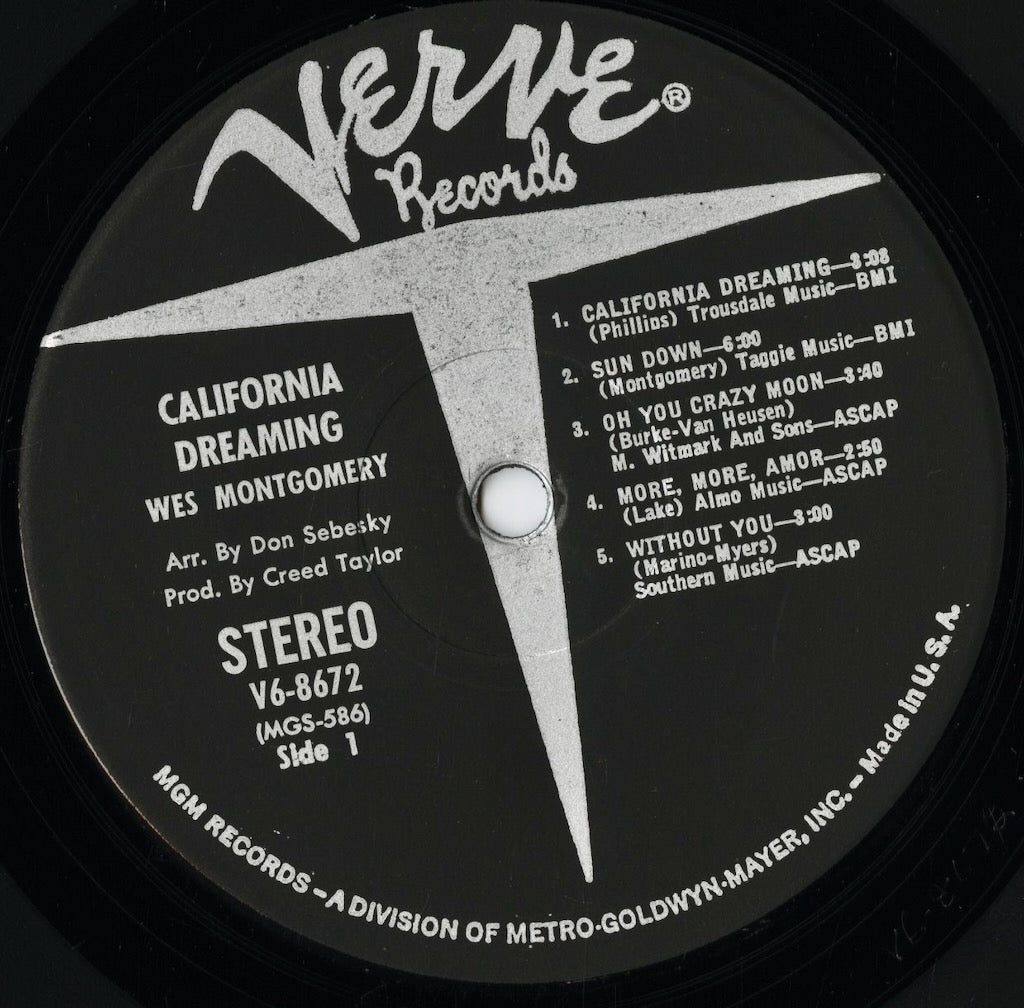 Verve®
Records
CALIFORNIA
DREAMING
WES MONTGOMERY
Arr. By Don Sebesky
Prod. By Creed Taylor
STEREO
V6-8672
(MGS-586)
Side 1
1. CALIFORNIA DREAMING—3:08
(Phillips) Trousdale Music—BMI
2. SUN DOWN—6:00
(Montgomery) Taggie Music—BMI
3. OH YOU CRAZY MOON—3:40
(Burke-Van Heusen)
M. Witmark And Sons—ASCAP
4. MORE, MORE, AMOR—2:50
(Lake) Almo Music—ASCAP
5. WITHOUT YOU—3:00
(Marino-Myers)
Southern Music—ASCAP
MGM RECORDS – A DIVISION OF METRO-GOLDWYN-MAYER, INC. – Made in U. S. A.